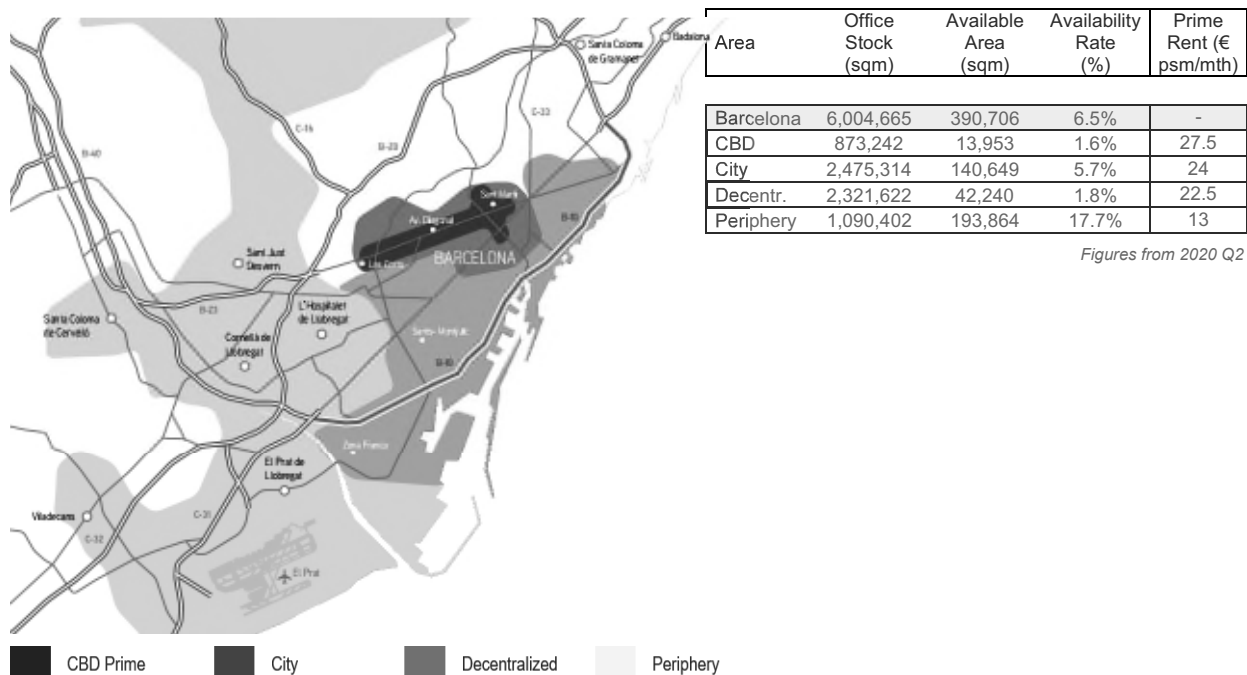 Santa Coloma
de Gramanet
Badalona
C-33
C-16
B-20
B-40
Sant Martí
Av. Diagonal
B-10
Les Corts
BARCELONA
Sant Just
Desvern
B-23
L'Hospitalet
de Llobregat
Santa Coloma
de Cervelló
Cornellà de
Llobregat
Sants-Montjuïc
B-10
Zona Franca
El Prat de
Llobregat
Viladecans
C-31
C-32
El Prat
Area Office Stock (sqm) Available Area (sqm) Availability Rate (%) Prime Rent (€ psm/mth)
Barcelona 6,004,665 390,706 6.5% -
CBD 873,242 13,953 1.6% 27.5
City 2,475,314 140,649 5.7% 24
Decentr. 2,321,622 42,240 1.8% 22.5
Periphery 1,090,402 193,864 17.7% 13
Figures from 2020 Q2
CBD Prime City Decentralized Periphery